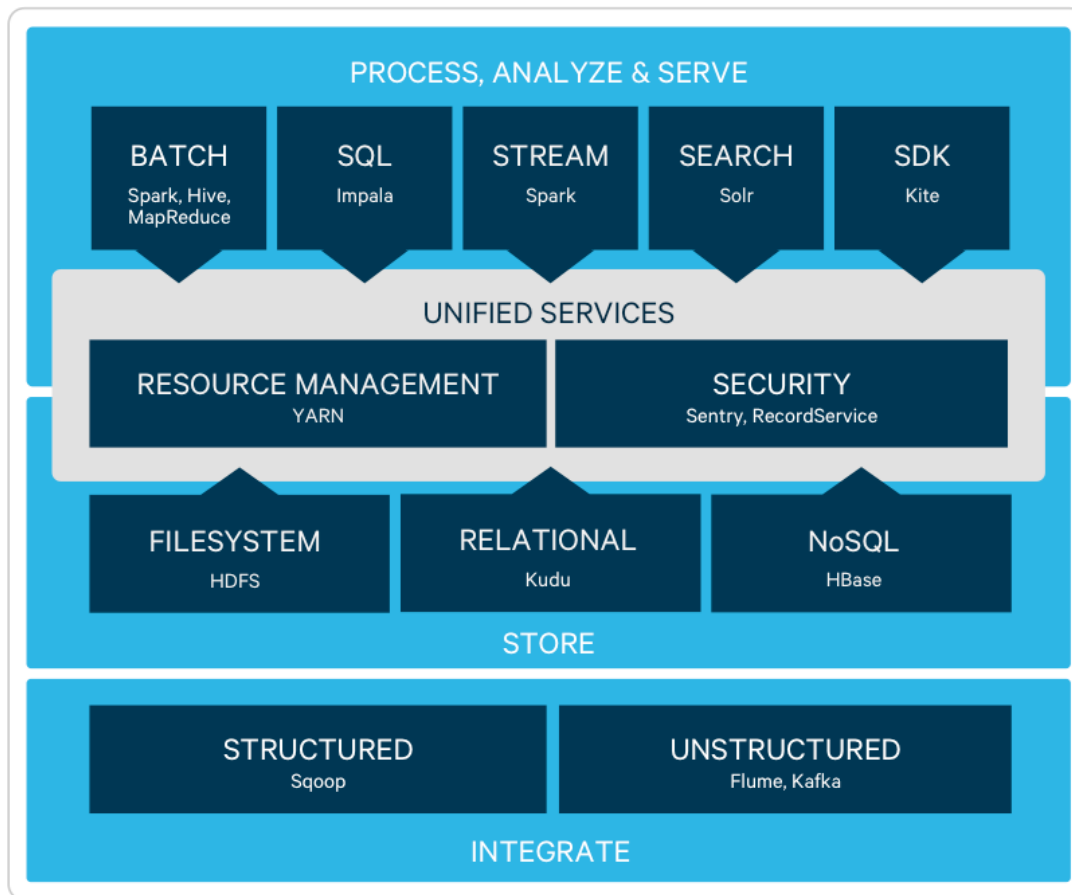 PROCESS, ANALYZE & SERVE
BATCH
Spark, Hive,
MapReduce
SQL
Impala
STREAM
Spark
SEARCH
Solr
SDK
Kite
UNIFIED SERVICES
RESOURCE MANAGEMENT
YARN
SECURITY
Sentry, RecordService
FILESYSTEM
HDFS
RELATIONAL
Kudu
NoSQL
HBase
STORE
STRUCTURED
Sqoop
UNSTRUCTURED
Flume, Kafka
INTEGRATE